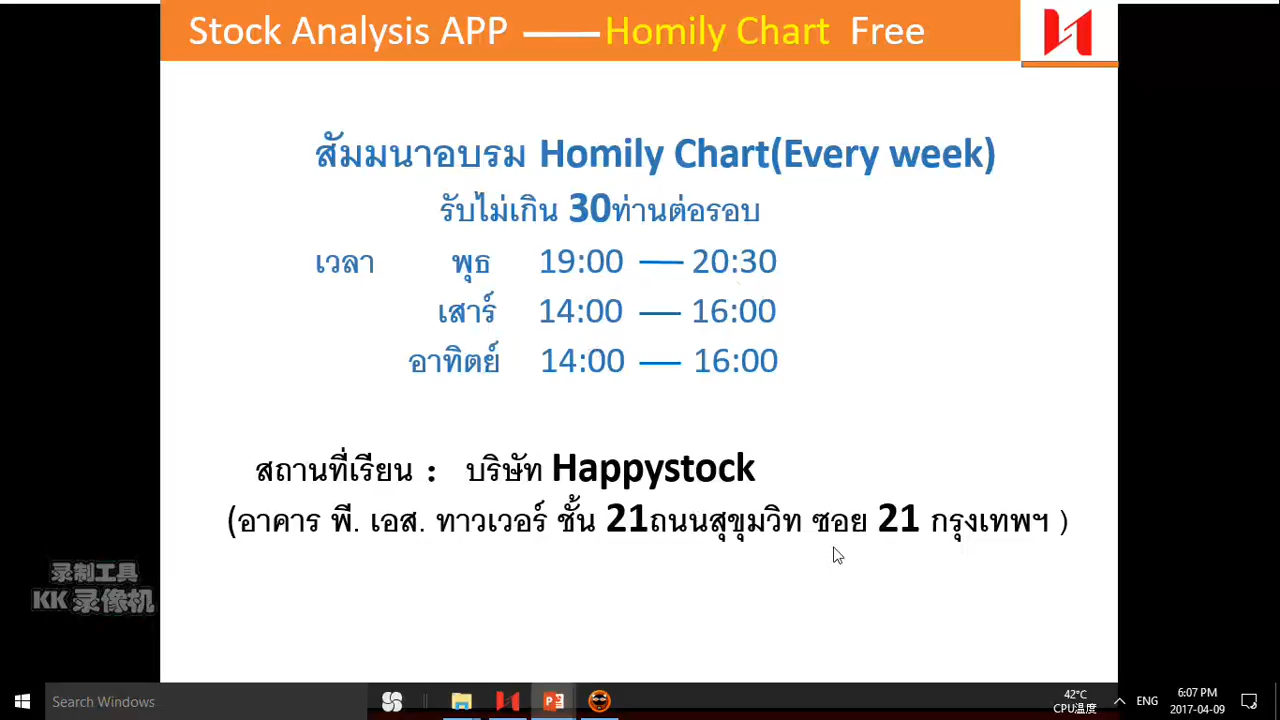 Stock Analysis APP ——Homily Chart Free
สัมมนาอบรม Homily Chart(Every week)
รับไม่เกิน 30ท่านต่อรอบ
เวลา พุธ 19:00 — 20:30
เสาร์ 14:00 — 16:00
อาทิตย์ 14:00 — 16:00
สถานที่เรียน : บริษัท Happystock
(อาคาร พี. เอส. ทาวเวอร์ ชั้น 21ถนนสุขุมวิท ซอย 21 กรุงเทพฯ )
录制工具
KK 录像机
Search Windows
42°C
CPU温度
ENG
6:07 PM
2017-04-09